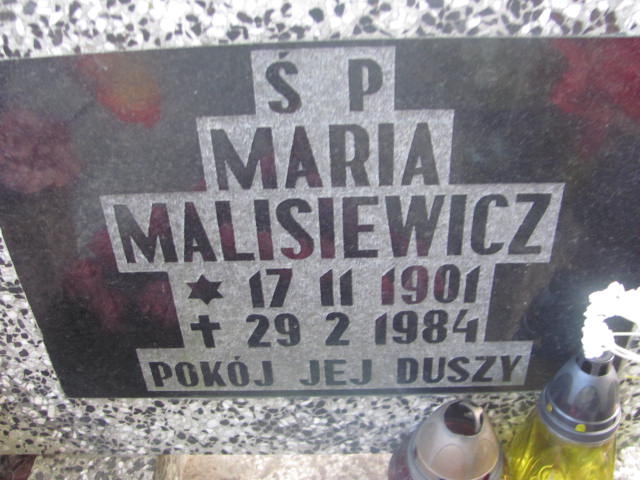 Ś P
MARIA
MALISIEWICZ
✶ 17 11 1901
✝ 29 2 1984
POKÓJ JEJ DUSZY